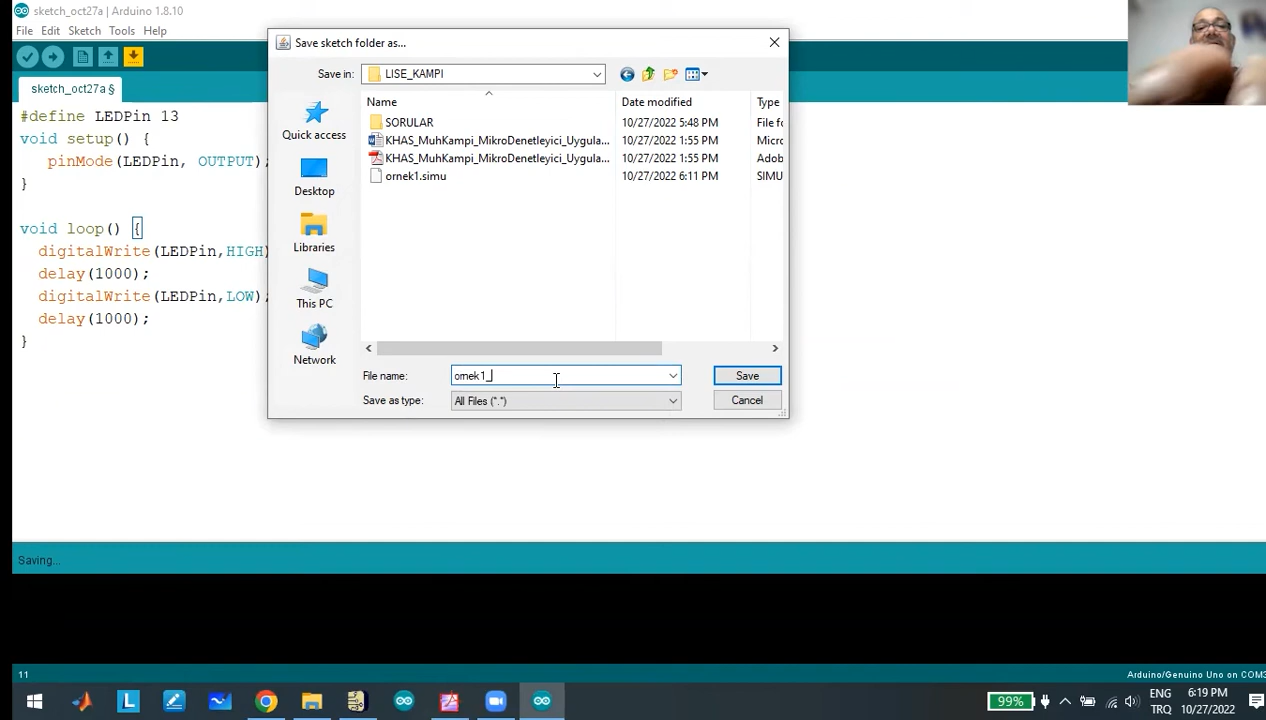 sketch_oct27a | Arduino 1.8.10
File Edit Sketch Tools Help
sketch_oct27a §
#define LEDPin 13
void setup() {
pinMode(LEDPin, OUTPUT);
}
void loop() {
digitalWrite(LEDPin,HIGH)
delay(1000);
digitalWrite(LEDPin,LOW);
delay(1000);
}
Save sketch folder as...
Save in: LISE_KAMPI
Quick access
Desktop
Libraries
This PC
Network
Name Date modified Type
SORULAR 10/27/2022 5:48 PM File fo
KHAS_MuhKampi_MikroDenetleyici_Uygula... 10/27/2022 1:55 PM Micro
KHAS_MuhKampi_MikroDenetleyici_Uygula... 10/27/2022 1:55 PM Adob
ornek1.simu 10/27/2022 6:11 PM SIMU
File name: ornek1_ Save
Save as type: All Files (*.*) Cancel
Saving...
11 Arduino/Genuino Uno on COM3
99% ENG 6:19 PM
TRQ 10/27/2022